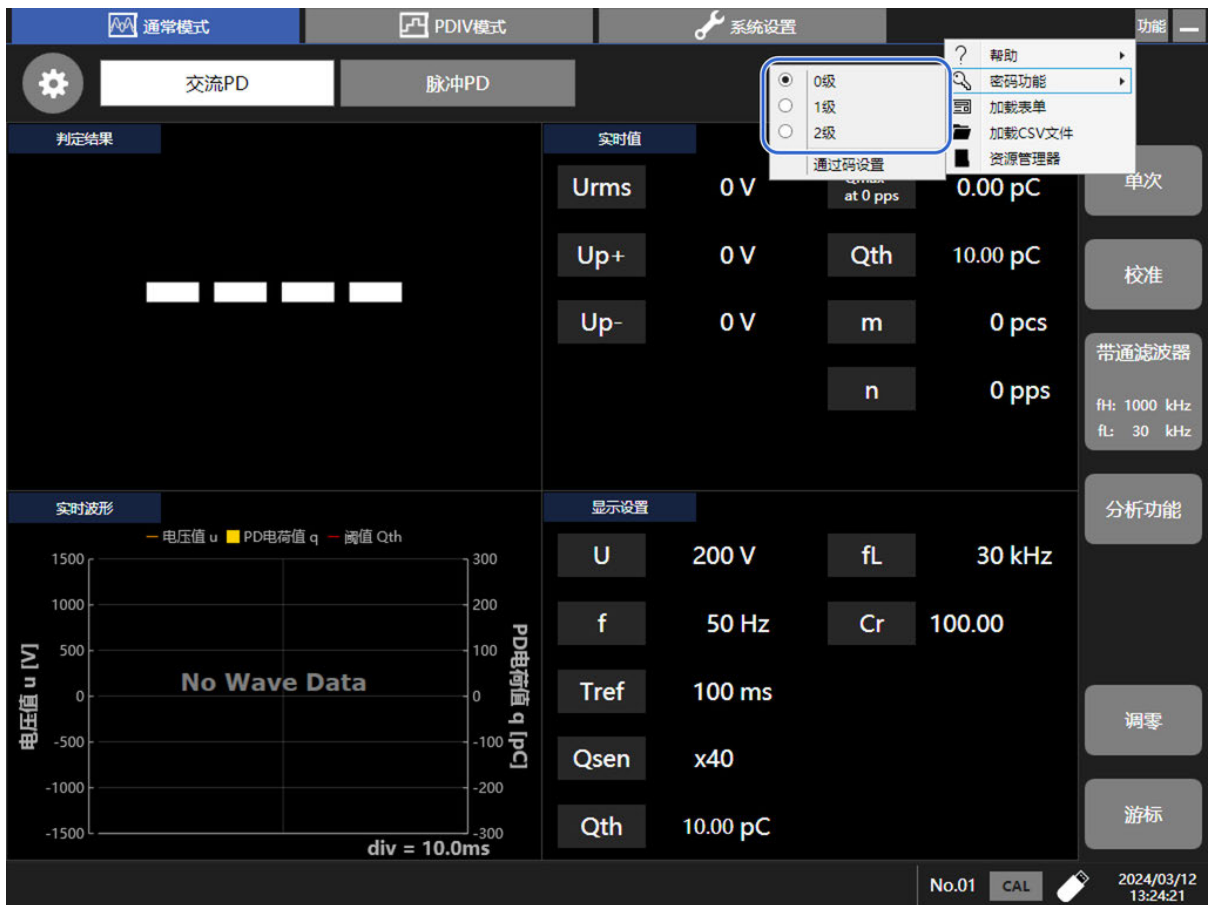 通常模式
PDIV模式
系统设置
功能
交流PD
脉冲PD
0级
1级
2级
通过码设置
帮助
密码功能
加载表单
加载CSV文件
资源管理器
判定结果
实时值
Urms 0 V
at 0 pps 0.00 pC
Up+ 0 V
Qth 10.00 pC
Up- 0 V
m 0 pcs
n 0 pps
单次
校准
带通滤波器
fH: 1000 kHz
fL: 30 kHz
分析功能
调零
游标
实时波形
电压值 u PD电荷值 q 阈值 Qth
1500 300
1000 200
500 100
0 0
-500 -100
-1000 -200
-1500 -300
电压值 u [V]
PD电荷值 q [pC]
No Wave Data
div = 10.0ms
显示设置
U 200 V
fL 30 kHz
f 50 Hz
Cr 100.00
Tref 100 ms
Qsen x40
Qth 10.00 pC
No.01 CAL
2024/03/12
13:24:21